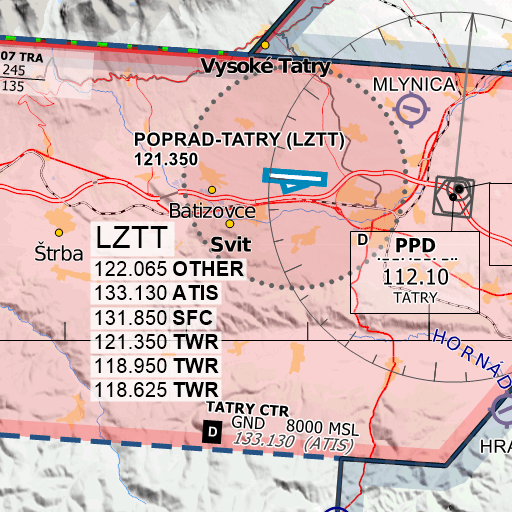 Vysoké Tatry
07 TRA
245
135
MLYNICA
POPRAD-TATRY (LZTT)
121.350
Batizovce
Štrba
Svit
LZTT
122.065 OTHER
133.130 ATIS
131.850 SFC
121.350 TWR
118.950 TWR
118.625 TWR
D
PPD
112.10
TATRY
HORNÁD
TATRY CTR
D
GND 8000 MSL
133.130 (ATIS)
HRA